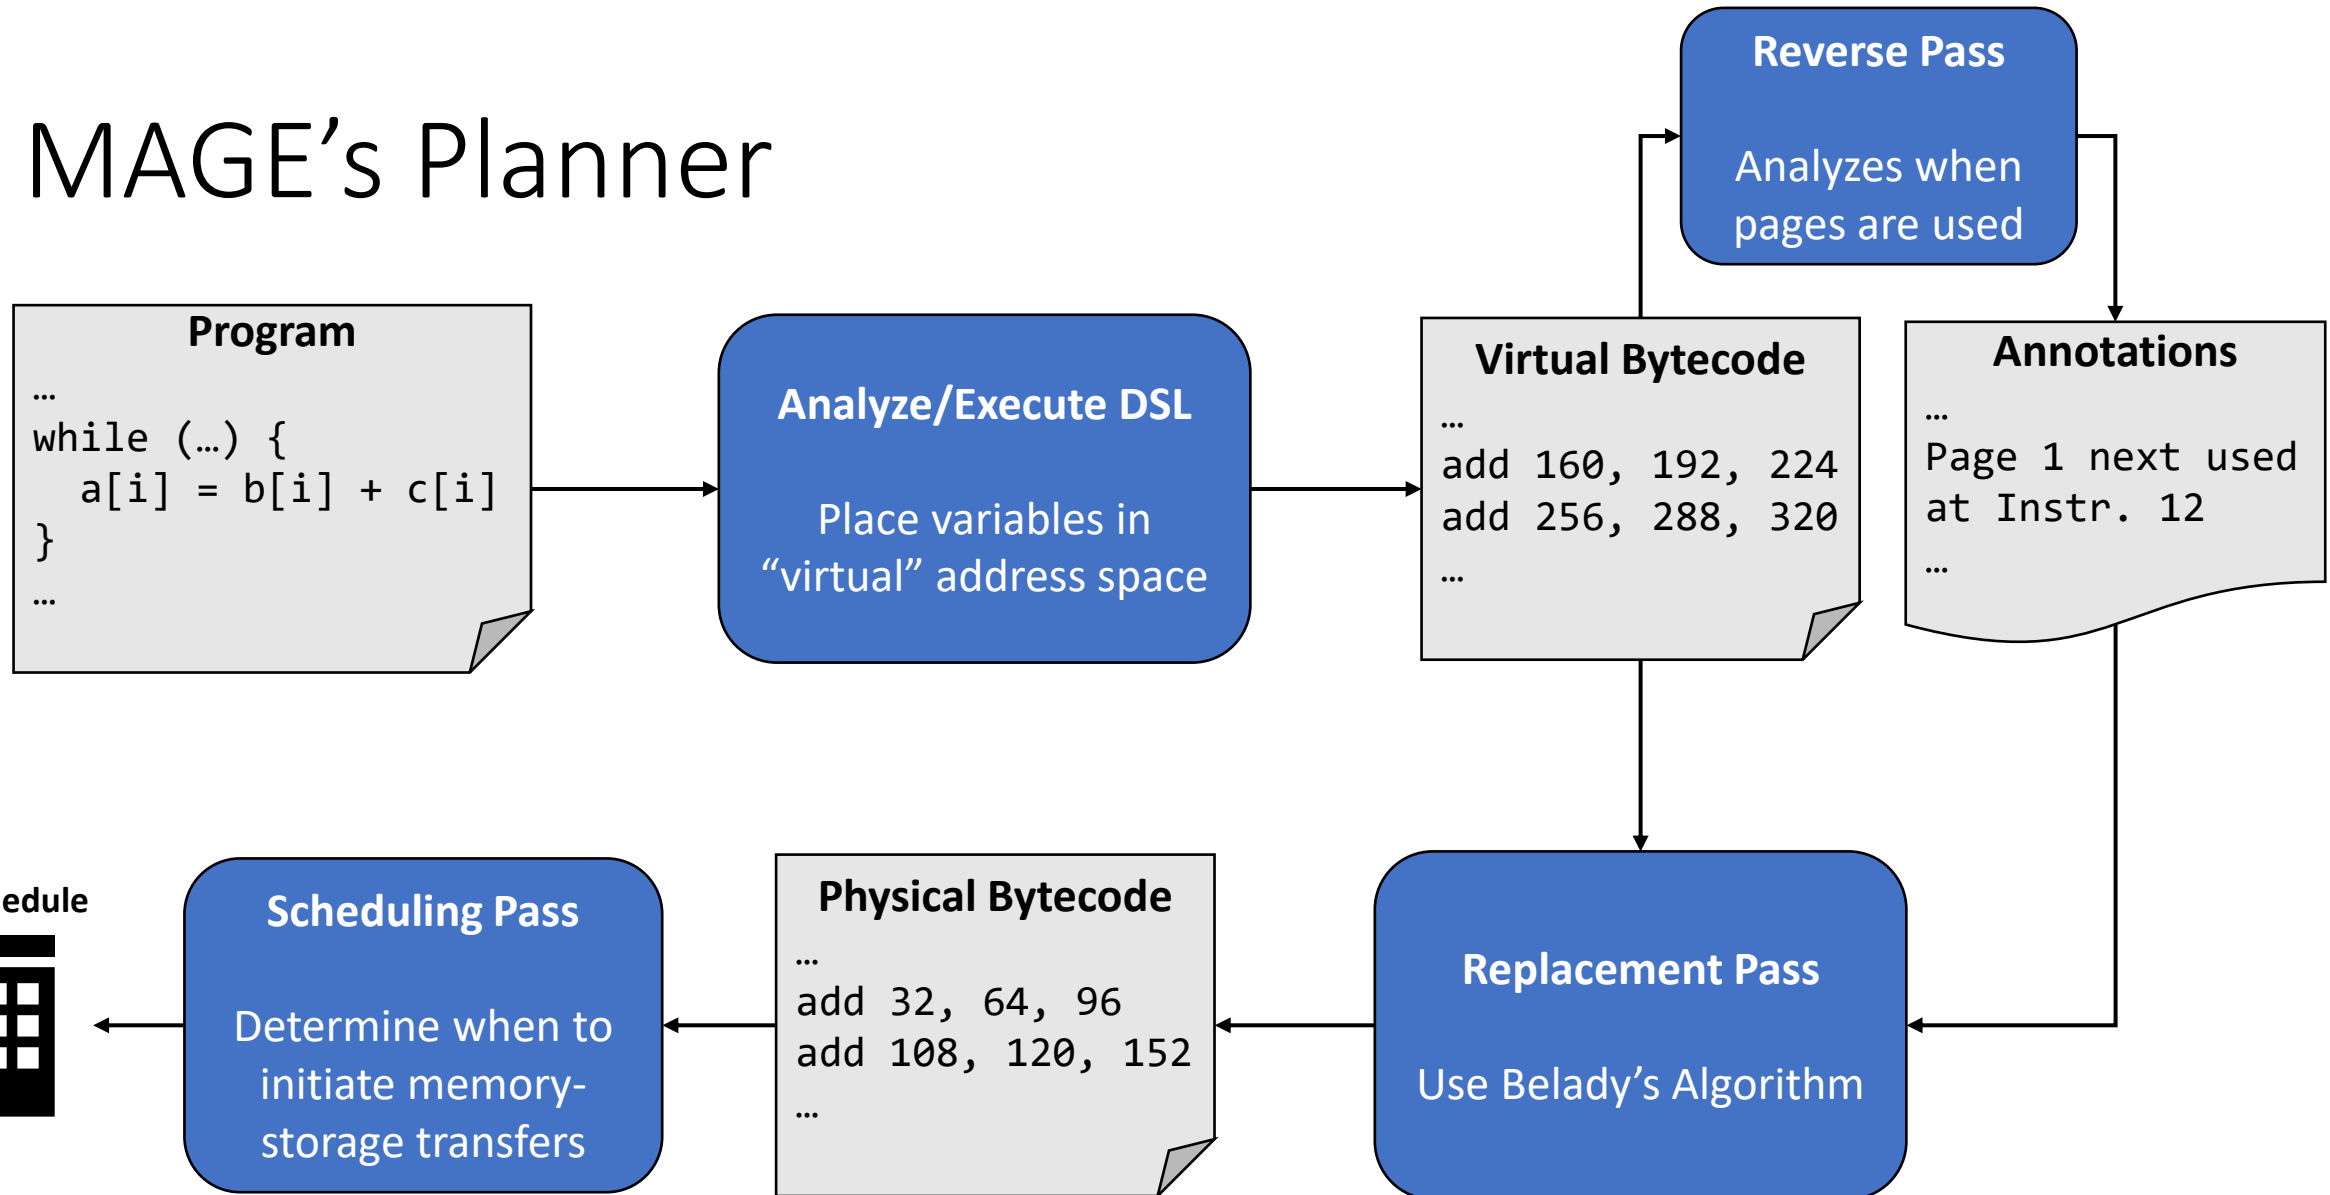 MAGE’s Planner
Reverse Pass
Analyzes when
pages are used
Program
…
while (…) {
  a[i] = b[i] + c[i]
}
…
Analyze/Execute DSL
Place variables in
“virtual” address space
Virtual Bytecode
…
add 160, 192, 224
add 256, 288, 320
…
Annotations
…
Page 1 next used
at Instr. 12
…
Replacement Pass
Use Belady’s Algorithm
Physical Bytecode
…
add 32, 64, 96
add 108, 120, 152
…
Scheduling Pass
Determine when to
initiate memory-
storage transfers
edule